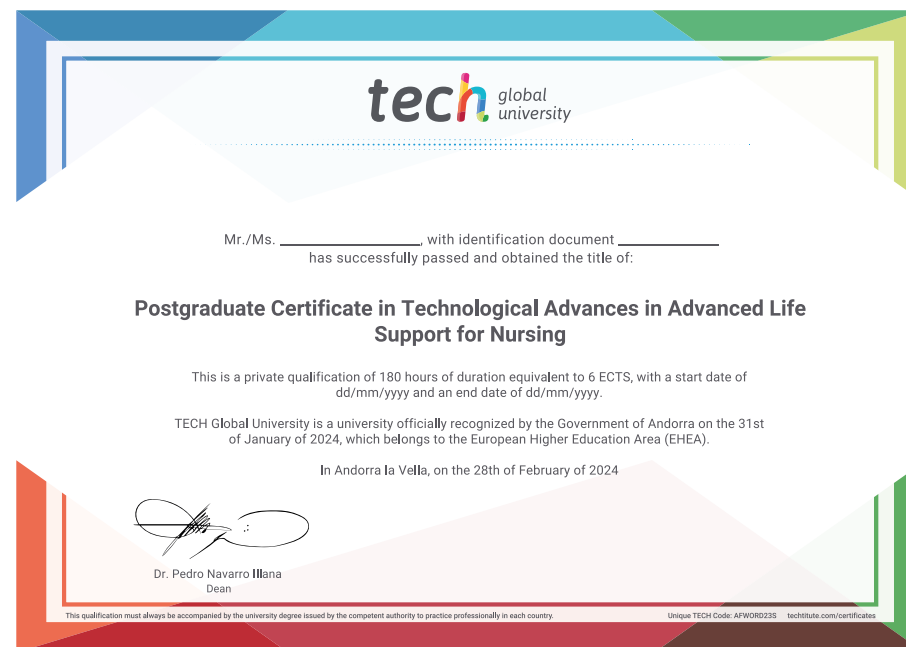 tech global university
Mr./Ms. ____________________, with identification document ______________
has successfully passed and obtained the title of:
Postgraduate Certificate in Technological Advances in Advanced Life
Support for Nursing
This is a private qualification of 180 hours of duration equivalent to 6 ECTS, with a start date of
dd/mm/yyyy and an end date of dd/mm/yyyy.
TECH Global University is a university officially recognized by the Government of Andorra on the 31st
of January of 2024, which belongs to the European Higher Education Area (EHEA).
In Andorra la Vella, on the 28th of February of 2024
Dr. Pedro Navarro Illana
Dean
This qualification must always be accompanied by the university degree issued by the competent authority to practice professionally in each country.
Unique TECH Code: AFWORD23S techtitute.com/certificates